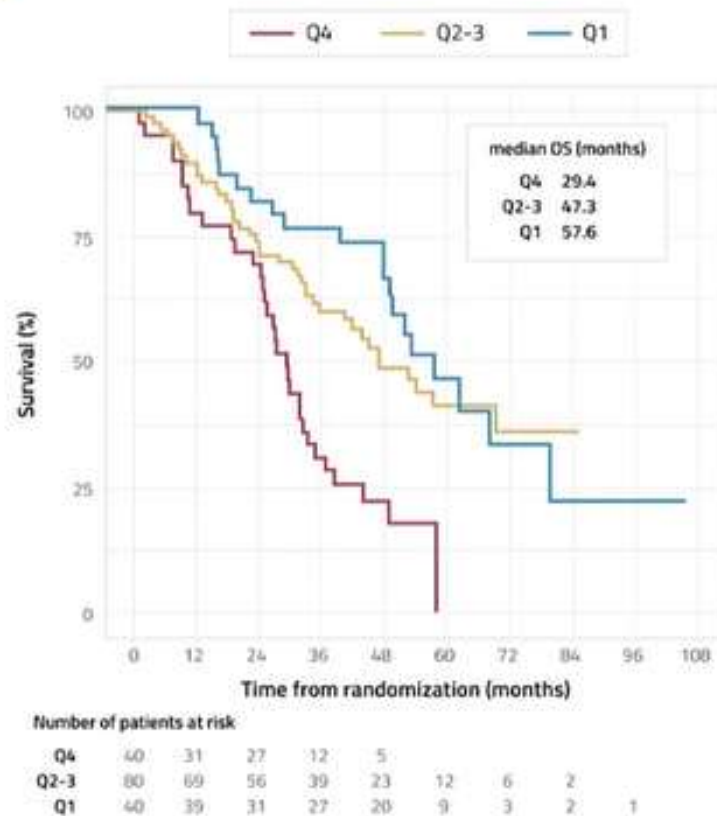 Q4 Q2-3 Q1
median OS (months)
Q4 29.4
Q2-3 47.3
Q1 57.6
100
75
50
25
0
Survival (%)
0 12 24 36 48 60 72 84 96 108
Time from randomization (months)
Number of patients at risk
Q4 40 31 27 12 5
Q2-3 80 69 56 39 23 12 6 2
Q1 40 39 31 27 20 9 3 2 1